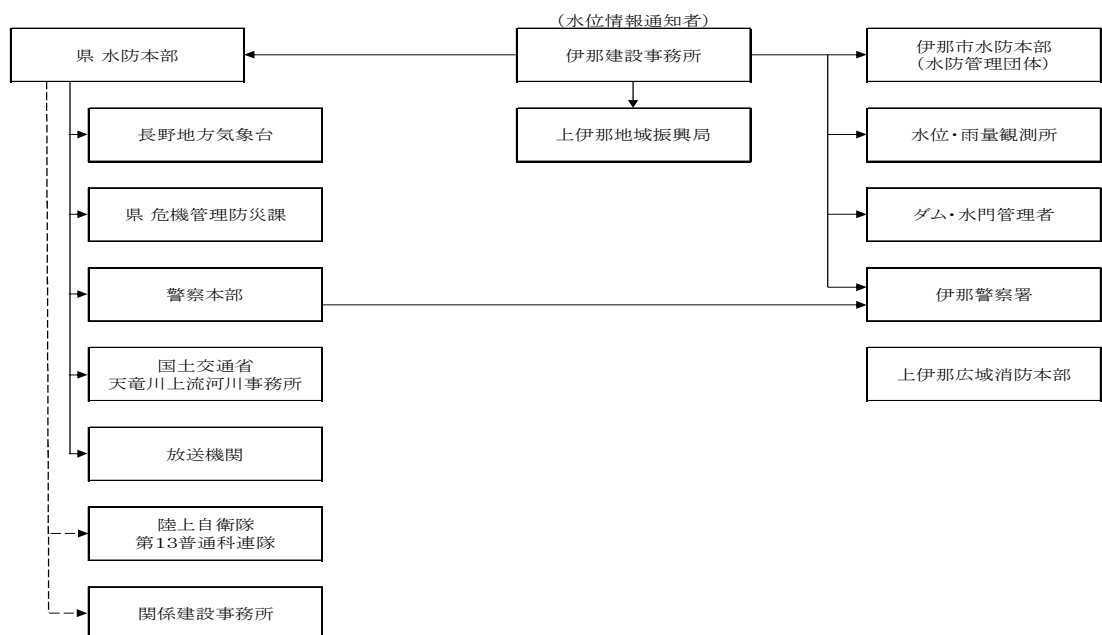 (水位情報通知者)
県 水防本部
伊那建設事務所
伊那市水防本部
(水防管理団体)
長野地方気象台
上伊那地域振興局
水位・雨量観測所
県 危機管理防災課
ダム・水門管理者
警察本部
伊那警察署
国土交通省
天竜川上流河川事務所
上伊那広域消防本部
放送機関
陸上自衛隊
第13普通科連隊
関係建設事務所